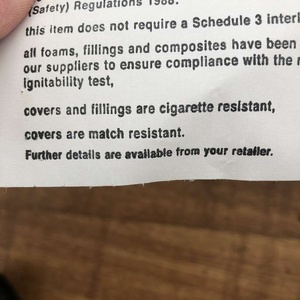 (Safety) Regulations 1988.
this item does not require a Schedule 3
all foams, fillings and composites have been
our suppliers to ensure compliance with the
Ignitability test,
covers and fillings are cigarette resistant,
covers are match resistant.
Further details are available from your retailer.